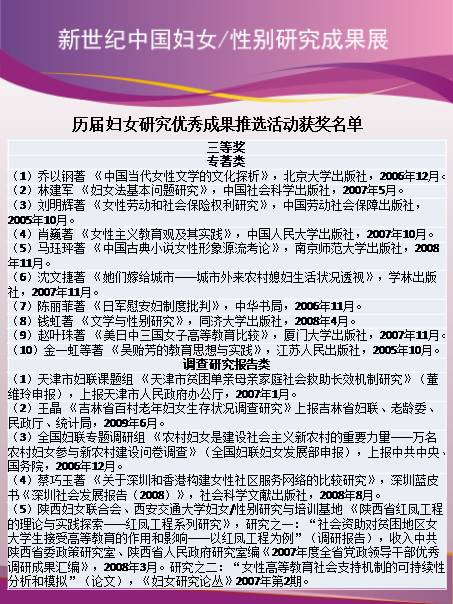 新世纪中国妇女/性别研究成果展
历届妇女研究优秀成果推选活动获奖名单
三等奖
专著类
（1）乔以钢著《中国当代女性文学的文化探析》，北京大学出版社，2006年12月。
（2）林建军《妇女法基本问题研究》，中国社会科学出版社，2007年5月。
（3）刘明辉著《女性劳动和社会保险权利研究》，中国劳动社会保障出版社，
2005年10月。
（4）肖巍著《女性主义教育观及其实践》，中国人民大学出版社，2007年10月。
（5）马珏玶著《中国古典小说女性形象源流考论》，南京师范大学出版社，2008
年11月。
（6）沈文捷著《她们嫁给城市——城市外来农村媳妇生活状况透视》，学林出版
社，2007年11月。
（7）陈丽菲著《日军慰安妇制度批判》，中华书局，2006年11月。
（8）钱虹著《文学与性别研究》，同济大学出版社，2008年4月。
（9）赵叶珠著《美日中三国女子高等教育比较》，厦门大学出版社，2007年11月。
（10）金一虹等著《吴贻芳的教育思想与实践》，江苏人民出版社，2005年10月。
调查研究报告类
（1）天津市妇联课题组《天津市贫困单亲母亲家庭社会救助长效机制研究》（董
维玲申报），上报天津市人民政府办公厅，2007年1月。
（2）王晶《吉林省百村老年妇女生存状况调查研究》上报吉林省妇联、老龄委、
民政厅、统计局，2009年6月。
（3）全国妇联专题调研组《农村妇女是建设社会主义新农村的重要力量——万名
农村妇女参与新农村建设问卷调查》（全国妇联妇女发展部申报），上报中共中央、
国务院，2006年12月。
（4）蔡巧玉著《关于深圳和香港构建女性社区服务网络的比较研究》，深圳蓝皮
书《深圳社会发展报告（2008）》，社会科学文献出版社，2008年8月。
（5）陕西妇女联合会、西安交通大学妇女/性别研究与培训基地《陕西省红凤工程
的理论与实践探索——红凤工程系列研究》，研究之一：“社会资助对贫困地区女
大学生接受高等教育的作用和影响——以红凤工程为例”（调研报告），收入中共
陕西省委政策研究室、陕西省人民政府研究室编《2007年度全省党政领导干部优秀
调研成果汇编》，2008年3月。研究之二：“女性高等教育社会支持机制的可持续性
分析和模拟”（论文），《妇女研究论丛》2007年第2期。